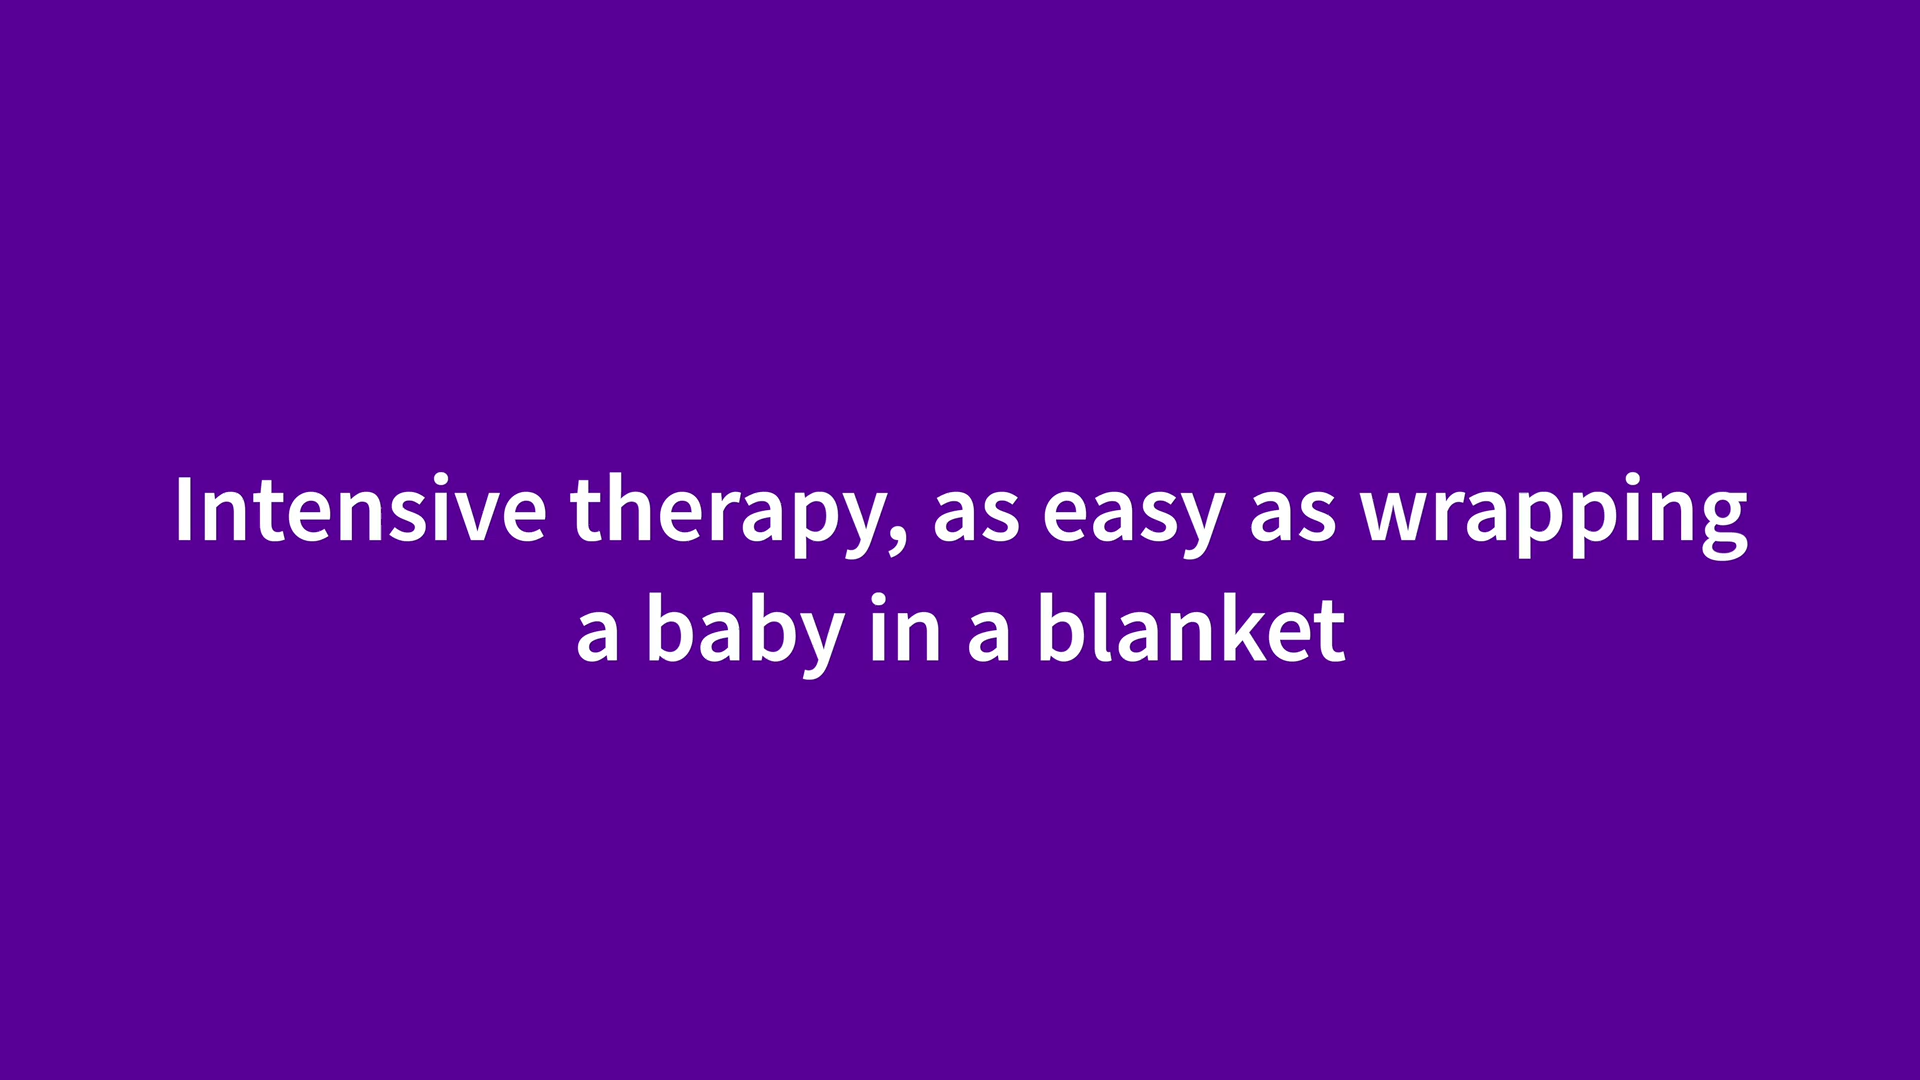 Intensive therapy, as easy as wrapping
a baby in a blanket